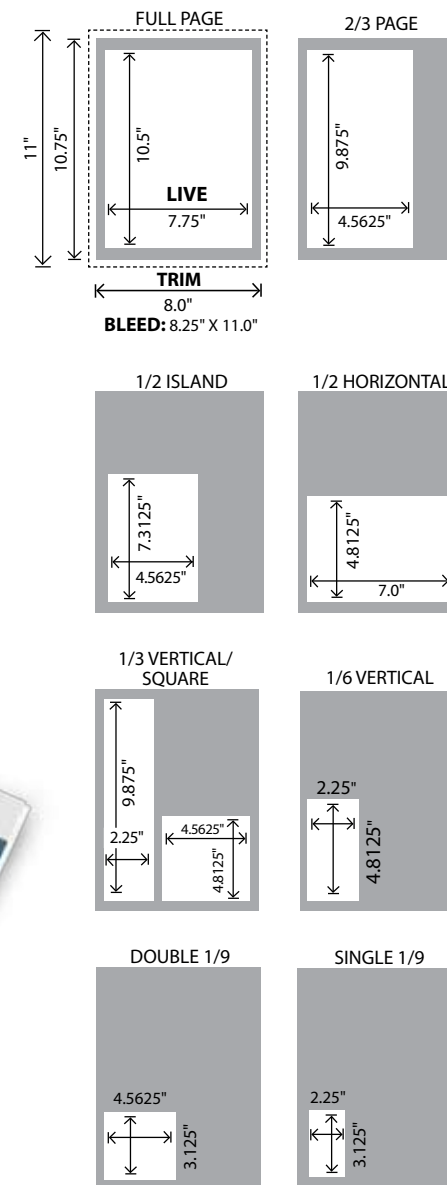 FULL PAGE
11"
10.75"
10.5"
LIVE
7.75"
TRIM
8.0"
BLEED: 8.25" X 11.0"
2/3 PAGE
9.875"
4.5625"
1/2 ISLAND
7.3125"
4.5625"
1/2 HORIZONTAL
4.8125"
7.0"
1/3 VERTICAL/
SQUARE
9.875"
2.25"
4.5625"
4.8125"
1/6 VERTICAL
2.25"
4.8125"
DOUBLE 1/9
4.5625"
3.125"
SINGLE 1/9
2.25"
3.125"